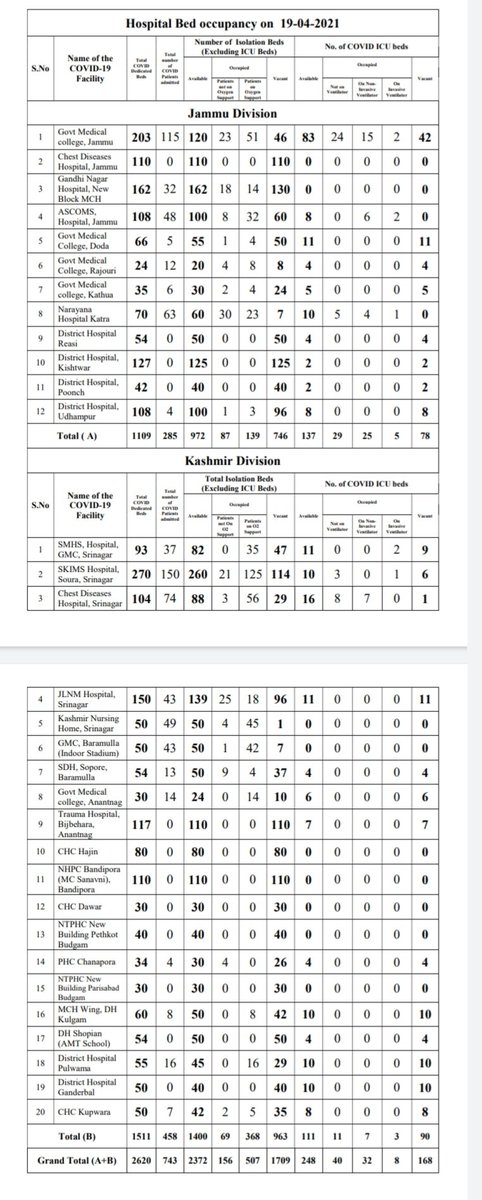 Hospital Bed occupancy on 19-04-2021
S.No Name of the COVID-19 Facility Total COVID Dedicated Beds Total number of COVID Patients admitted Number of Isolation Beds (Excluding ICU Beds) No. of COVID ICU beds
Available Occupied Vacant Available Occupied Vacant
Patients not on Oxygen Support Patients on Oxygen Support Not on Ventilator On Non-Invasive Ventilator On Ventilator
Jammu Division
1 Govt Medical college, Jammu 203 115 120 23 51 46 83 24 15 2 42
2 Chest Diseases Hospital, Jammu 110 0 110 0 0 110 0 0 0 0 0
3 Gandhi Nagar Hospital, New Block MCH 162 32 162 18 14 130 0 0 0 0 0
4 ASCOMS, Hospital, Jammu 108 48 100 8 32 60 8 0 6 2 0
5 Govt Medical College, Doda 66 5 55 1 4 50 11 0 0 0 11
6 Govt Medical College, Rajouri 24 12 20 4 8 8 4 0 0 0 4
7 Govt Medical college, Kathua 35 6 30 2 4 24 5 0 0 0 5
8 Narayana Hospital Katra 70 63 60 30 23 7 10 5 4 1 0
9 District Hospital Reasi 54 0 50 0 0 50 4 0 0 0 4
10 District Hospital, Kishtwar 127 0 125 0 0 125 2 0 0 0 2
11 District Hospital, Poonch 42 0 40 0 0 40 2 0 0 0 2
12 District Hospital, Udhampur 108 4 100 1 3 96 8 0 0 0 8
Total ( A) 1109 285 972 87 139 746 137 29 25 5 78
Kashmir Division
S.No Name of the COVID-19 Facility Total COVID Dedicated Beds Total number of COVID Patients admitted Total Isolation Beds (Excluding ICU Beds) No. of COVID ICU beds
Available Occupied Vacant Available Occupied Vacant
Patients not On O2 Support Patients on O2 Support Not on Ventilator On Non-Invasive Ventilator On Ventilator
1 SMHS, Hospital, GMC, Srinagar 93 37 82 0 35 47 11 0 0 2 9
2 SKIMS Hospital, Soura, Srinagar 270 150 260 21 125 114 10 3 0 1 6
3 Chest Diseases Hospital, Srinagar 104 74 88 3 56 29 16 8 7 0 1
4 JLNM Hospital, Srinagar 150 43 139 25 18 96 11 0 0 0 11
5 Kashmir Nursing Home, Srinagar 50 49 50 4 45 1 0 0 0 0 0
6 GMC, Baramulla (Indoor Stadium) 50 43 50 1 42 7 0 0 0 0 0
7 SDH, Sopore, Baramulla 54 13 50 9 4 37 4 0 0 0 4
8 Govt Medical college, Anantnag 30 14 24 0 14 10 6 0 0 0 6
9 Trauma Hospital, Bijbehara, Anantnag 117 0 110 0 0 110 7 0 0 0 7
10 CHC Hajin 80 0 80 0 0 80 0 0 0 0 0
11 NHPC Bandipora (MC Sanavni), Bandipora 110 0 110 0 0 110 0 0 0 0 0
12 CHC Dawar 30 0 30 0 0 30 0 0 0 0 0
13 NTPHC New Building Pethkot Budgam 40 0 40 0 0 40 0 0 0 0 0
14 PHC Chanapora 34 4 30 4 0 26 4 0 0 0 4
15 NTPHC New Building Parisabad Budgam 30 0 30 0 0 30 0 0 0 0 0
16 MCH Wing, DH Kulgam 60 8 50 0 8 42 10 0 0 0 10
17 DH Shopian (AMT School) 54 0 50 0 0 50 4 0 0 0 4
18 District Hospital Pulwama 55 16 45 0 16 29 10 0 0 0 10
19 District Hospital Ganderbal 50 0 40 0 0 40 10 0 0 0 10
20 CHC Kupwara 50 7 42 2 5 35 8 0 0 0 8
Total (B) 1511 458 1400 69 368 963 111 11 7 3 90
Grand Total (A+B) 2620 743 2372 156 507 1709 248 40 32 8 168